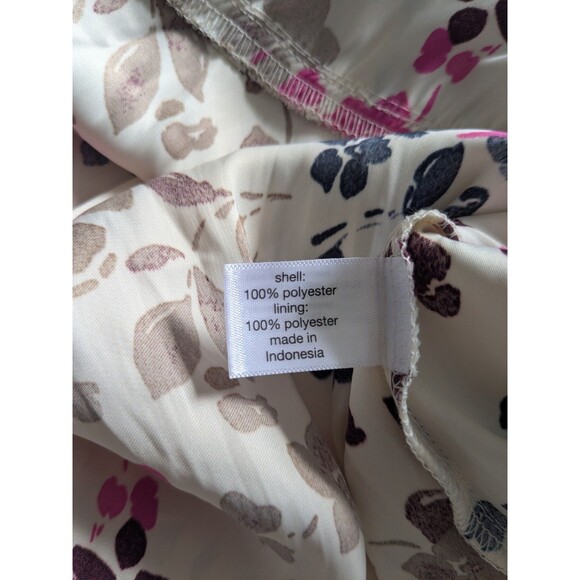 shell:
100% polyester
lining:
100% polyester
made in
Indonesia